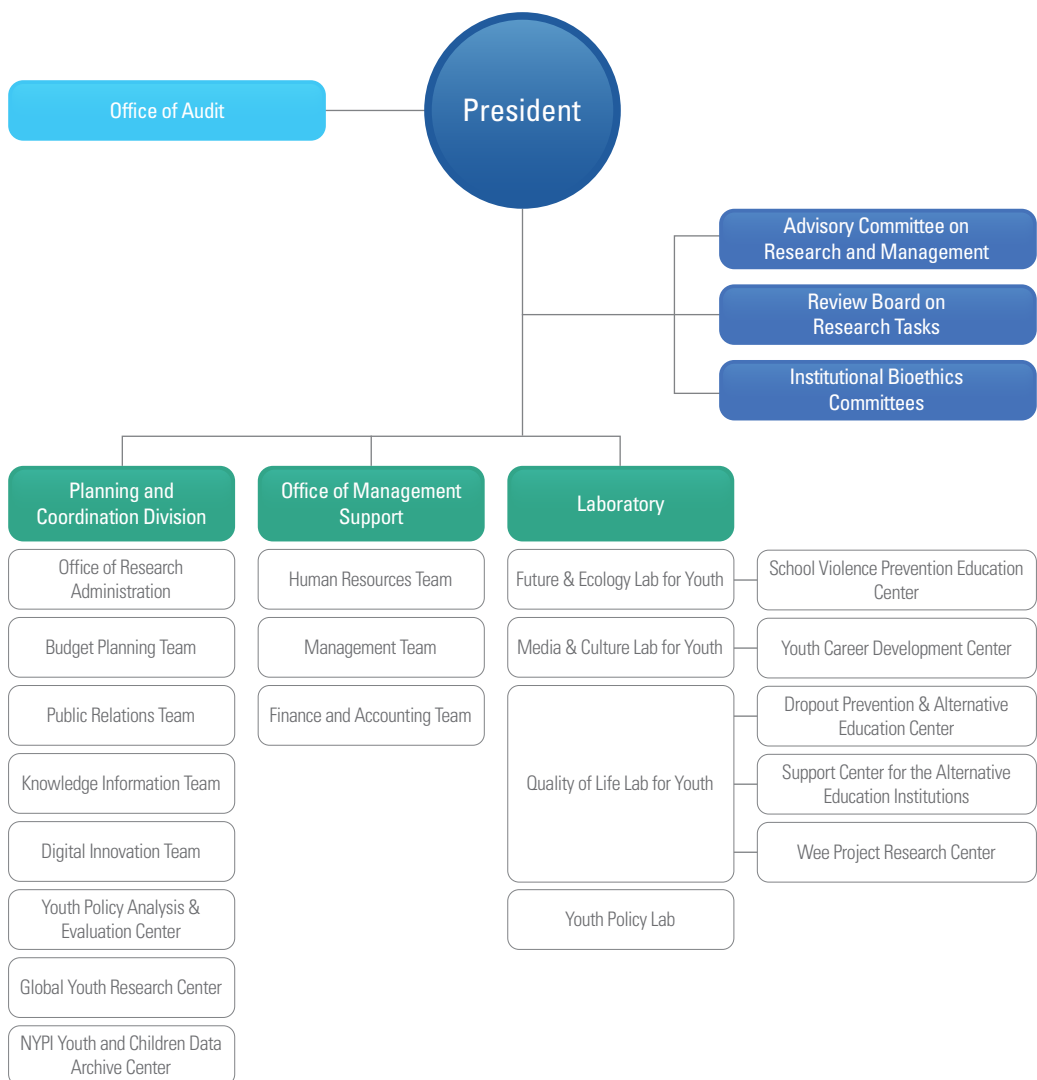 President
Office of Audit
Advisory Committee on
Research and Management
Review Board on
Research Tasks
Institutional Bioethics
Committees
Planning and
Coordination Division
Office of Research
Administration
Budget Planning Team
Public Relations Team
Knowledge Information Team
Digital Innovation Team
Youth Policy Analysis &
Evaluation Center
Global Youth Research Center
NYPI Youth and Children Data
Archive Center
Office of Management
Support
Human Resources Team
Management Team
Finance and Accounting Team
Laboratory
Future & Ecology Lab for Youth
School Violence Prevention Education
Center
Media & Culture Lab for Youth
Youth Career Development Center
Quality of Life Lab for Youth
Dropout Prevention & Alternative
Education Center
Support Center for the Alternative
Education Institutions
Wee Project Research Center
Youth Policy Lab